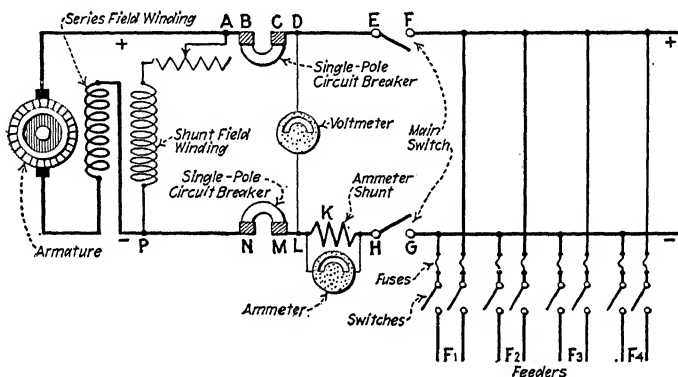 Series Field Winding
A B C D E F
+ +
Single-Pole
Circuit Breaker
Voltmeter
Main
Switch
Shunt Field
Winding
Single-Pole
Circuit Breaker
Ammeter
Shunt
K
- P N M L H G -
Armature
Ammeter
Fuses
Switches
F1 F2 F3 F4
Feeders